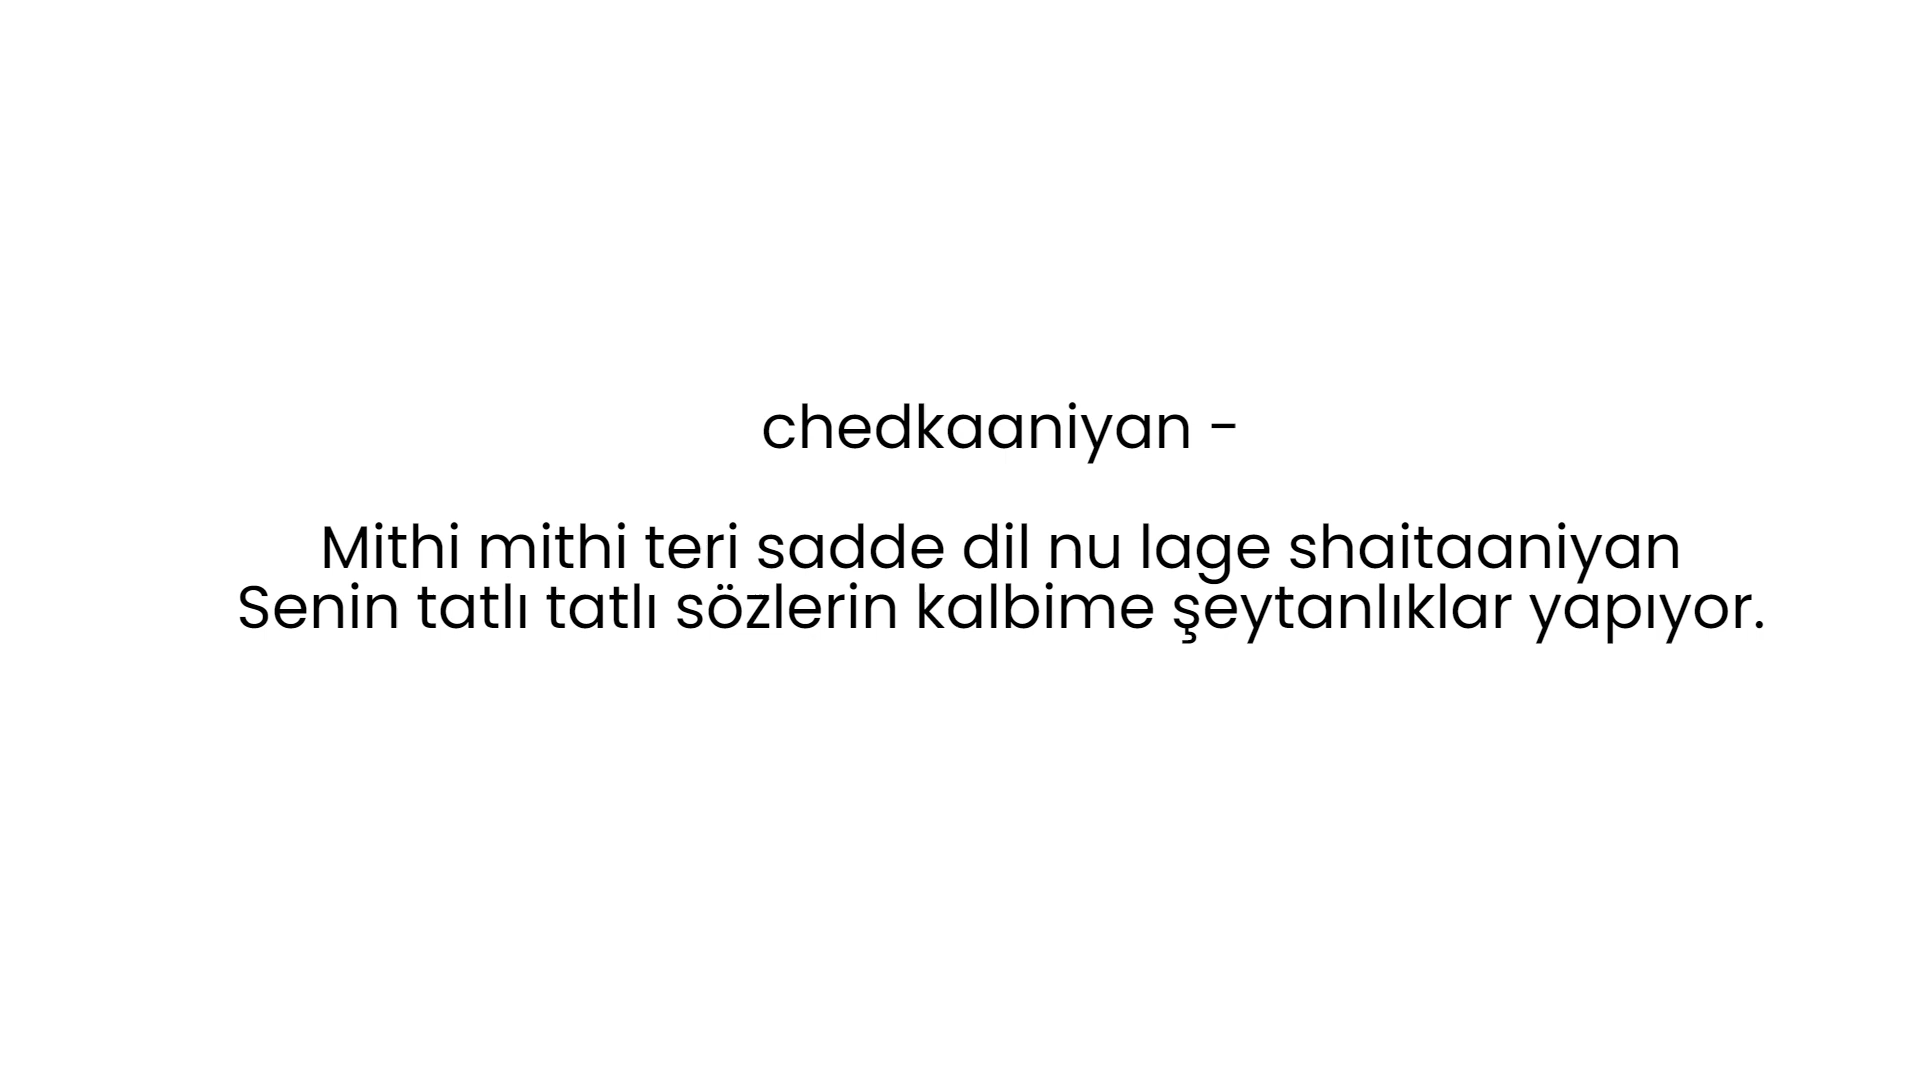 chedkaaniyan -
Mithi mithi teri sadde dil nu lage shaitaaniyan
Senin tatlı tatlı sözlerin kalbime şeytanlıklar yapıyor.